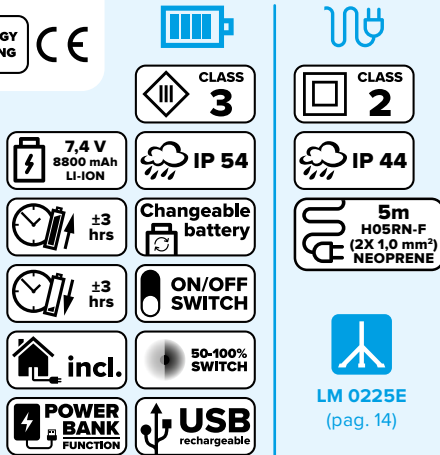 GY
NG
CE
III
CLASS
3
CLASS
2
7,4 V
8800 mAh
LI-ION
IP 54
IP 44
±3
hrs
Changeable
battery
5m
H05RN-F
(2X 1,0 mm²)
NEOPRENE
±3
hrs
ON/OFF
SWITCH
incl.
50-100%
SWITCH
POWER
BANK
FUNCTION
USB
rechargeable
LM 0225E
(pag. 14)